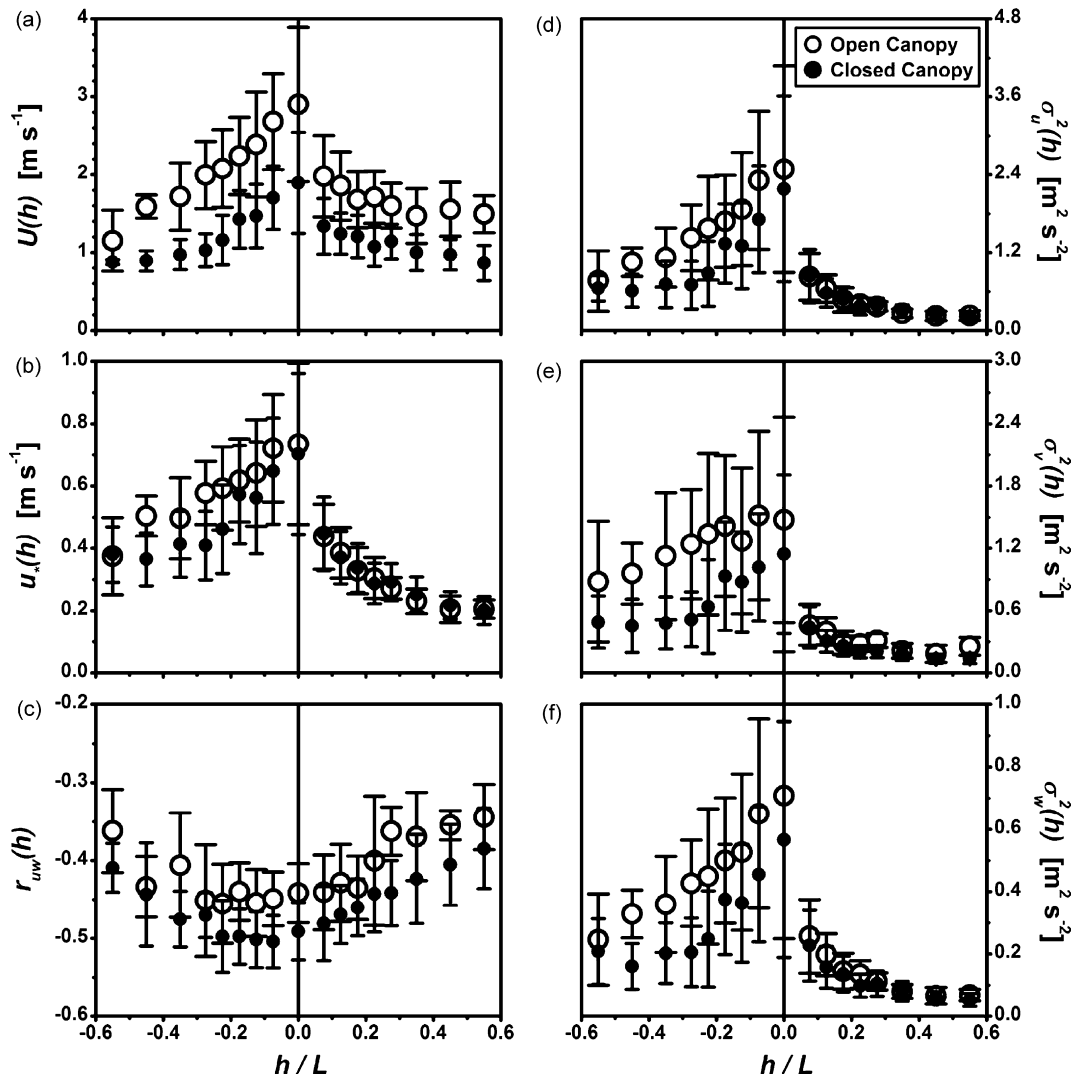 (a)
4
3
2
1
0
U(h) [m s⁻¹]
(b)
1.0
0.8
0.6
0.4
0.2
0.0
u*(h) [m s⁻¹]
(c)
-0.2
-0.3
-0.4
-0.5
-0.6
r_uw(h)
-0.6 -0.4 -0.2 0.0 0.2 0.4 0.6
h / L
(d)
Open Canopy
Closed Canopy
4.8
3.6
2.4
1.2
0.0
σ²_u(h) [m² s⁻²]
(e)
3.0
2.4
1.8
1.2
0.6
0.0
σ²_v(h) [m² s⁻²]
(f)
1.0
0.8
0.6
0.4
0.2
0.0
σ²_w(h) [m² s⁻²]
-0.6 -0.4 -0.2 0.0 0.2 0.4 0.6
h / L